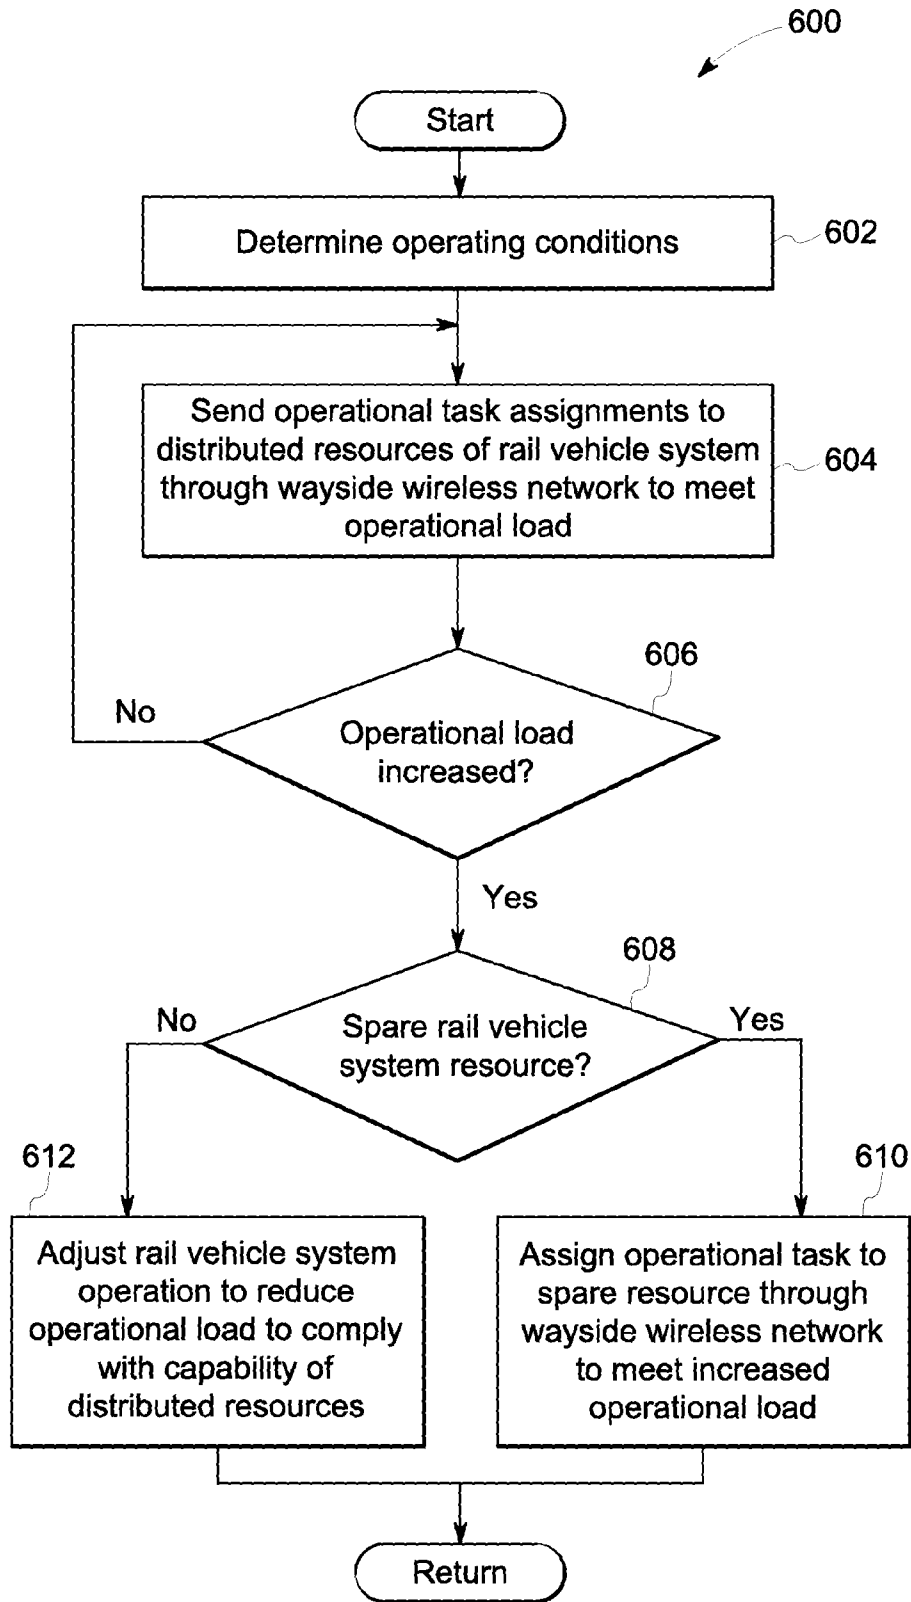 600
Start
Determine operating conditions
602
Send operational task assignments to
distributed resources of rail vehicle system
through wayside wireless network to meet
operational load
604
606
No
Operational load
increased?
Yes
608
No
Yes
Spare rail vehicle
system resource?
612
610
Adjust rail vehicle system
operation to reduce
operational load to comply
with capability of
distributed resources
Assign operational task to
spare resource through
wayside wireless network
to meet increased
operational load
Return